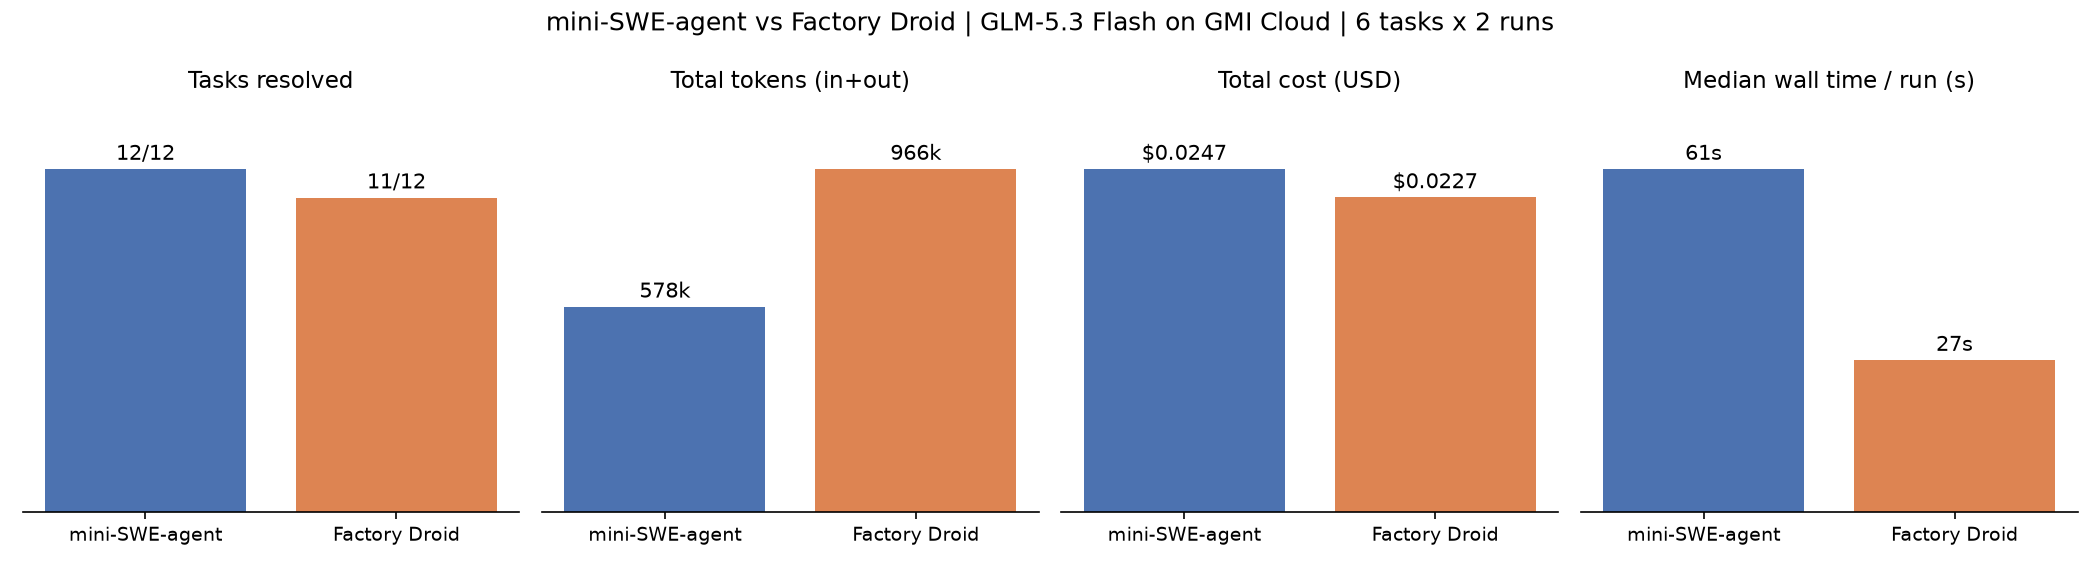 mini-SWE-agent vs Factory Droid | GLM-5.3 Flash on GMI Cloud | 6 tasks x 2 runs
Tasks resolved
12/12
11/12
mini-SWE-agent
Factory Droid
Total tokens (in+out)
578k
966k
mini-SWE-agent
Factory Droid
Total cost (USD)
$0.0247
$0.0227
mini-SWE-agent
Factory Droid
Median wall time / run (s)
61s
27s
mini-SWE-agent
Factory Droid